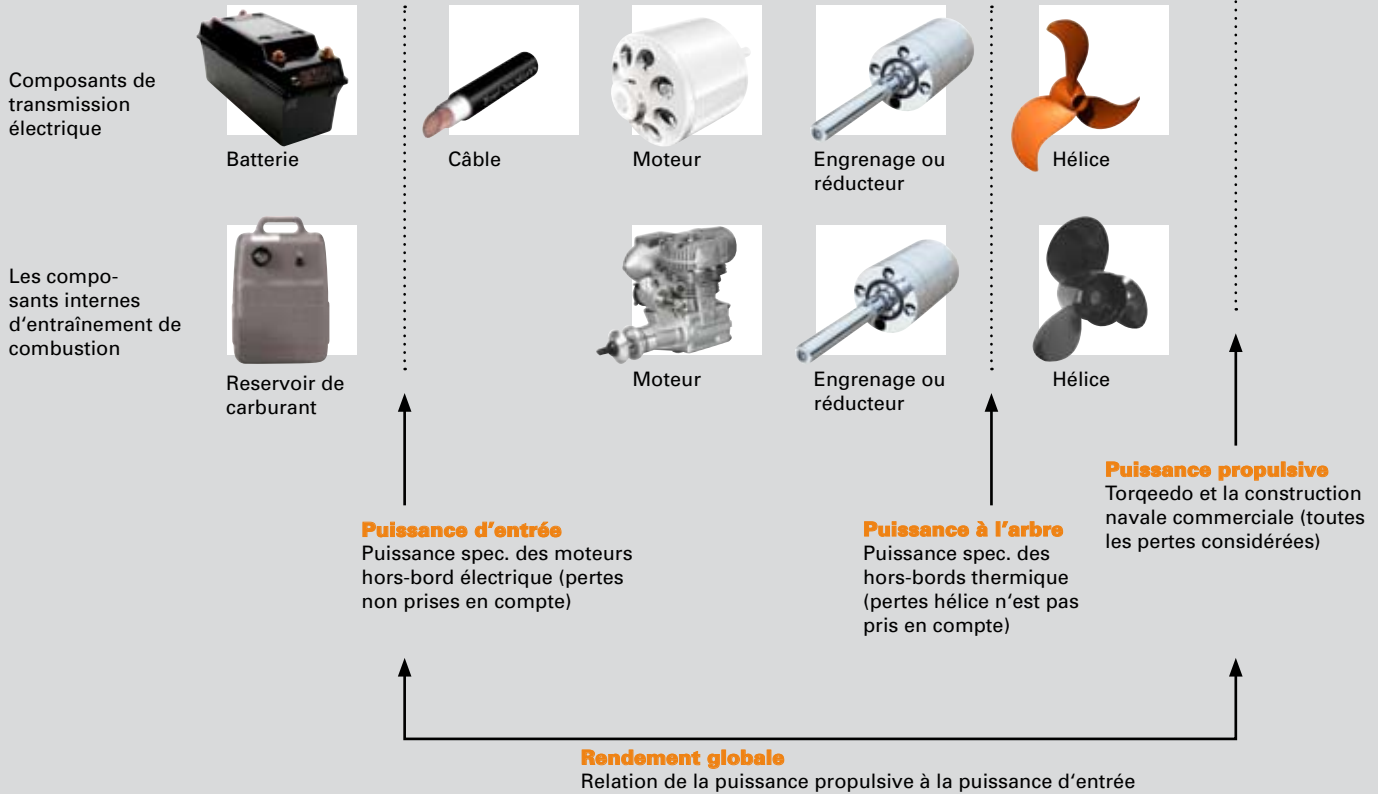 Composants de
transmission
électrique
Batterie
Câble
Moteur
Engrenage ou
réducteur
Hélice
Les compo-
sants internes
d‘entraînement de
combustion
Reservoir de
carburant
Moteur
Engrenage ou
réducteur
Hélice
Puissance d’entrée
Puissance spec. des moteurs
hors-bord électrique (pertes
non prises en compte)
Puissance à l’arbre
Puissance spec. des
hors-bords thermique
(pertes hélice n‘est pas
pris en compte)
Puissance propulsive
Torqeedo et la construction
navale commerciale (toutes
les pertes considérées)
Rendement globale
Relation de la puissance propulsive à la puissance d‘entrée